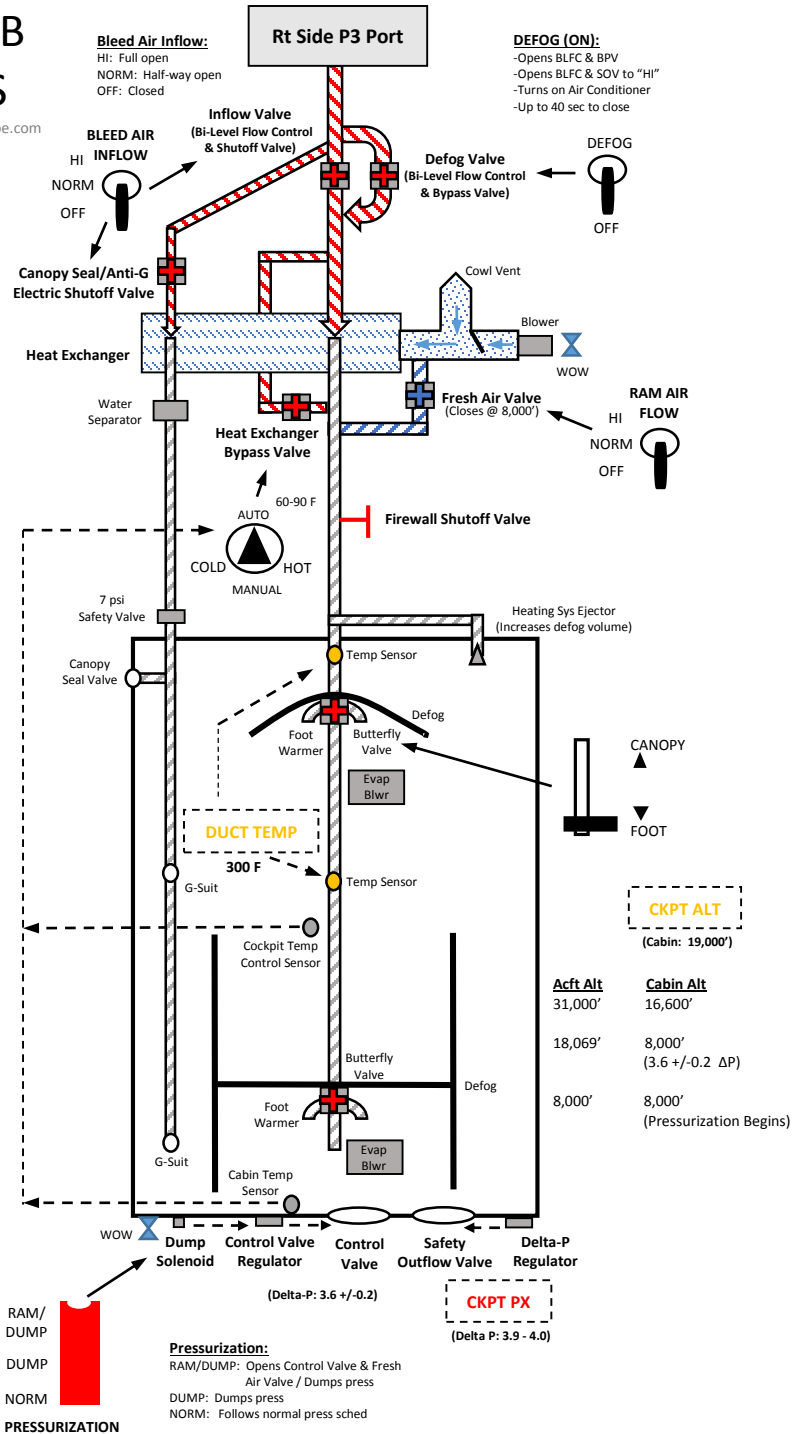 B
S
be.com
Rt Side P3 Port
Bleed Air Inflow:
HI: Full open
NORM: Half-way open
OFF: Closed
DEFOG (ON):
-Opens BLFC & BPV
-Opens BLFC & SOV to “HI”
-Turns on Air Conditioner
-Up to 40 sec to close
BLEED AIR
INFLOW
HI
NORM
OFF
Inflow Valve
(Bi-Level Flow Control
& Shutoff Valve)
Defog Valve
(Bi-Level Flow Control
& Bypass Valve)
DEFOG
OFF
Canopy Seal/Anti-G
Electric Shutoff Valve
Cowl Vent
Blower
WOW
Heat Exchanger
Water
Separator
Fresh Air Valve
(Closes @ 8,000’)
RAM AIR
FLOW
HI
NORM
OFF
Heat Exchanger
Bypass Valve
60-90 F
AUTO
COLD
HOT
MANUAL
Firewall Shutoff Valve
7 psi
Safety Valve
Heating Sys Ejector
(Increases defog volume)
Canopy
Seal Valve
Temp Sensor
Defog
Foot
Warmer
Butterfly
Valve
Evap
Blwr
CANOPY
FOOT
DUCT TEMP
300 F
Temp Sensor
G-Suit
Cockpit Temp
Control Sensor
CKPT ALT
(Cabin: 19,000’)
Acft Alt Cabin Alt
31,000’ 16,600’
18,069’ 8,000’
(3.6 +/-0.2 ΔP)
8,000’ 8,000’
(Pressurization Begins)
Butterfly
Valve
Defog
Foot
Warmer
Evap
Blwr
G-Suit
Cabin Temp
Sensor
WOW
Dump
Solenoid
Control Valve
Regulator
Control
Valve
Safety
Outflow Valve
Delta-P
Regulator
(Delta-P: 3.6 +/-0.2)
CKPT PX
(Delta P: 3.9 - 4.0)
RAM/
DUMP
DUMP
NORM
PRESSURIZATION
Pressurization:
RAM/DUMP: Opens Control Valve & Fresh
Air Valve / Dumps press
DUMP: Dumps press
NORM: Follows normal press sched